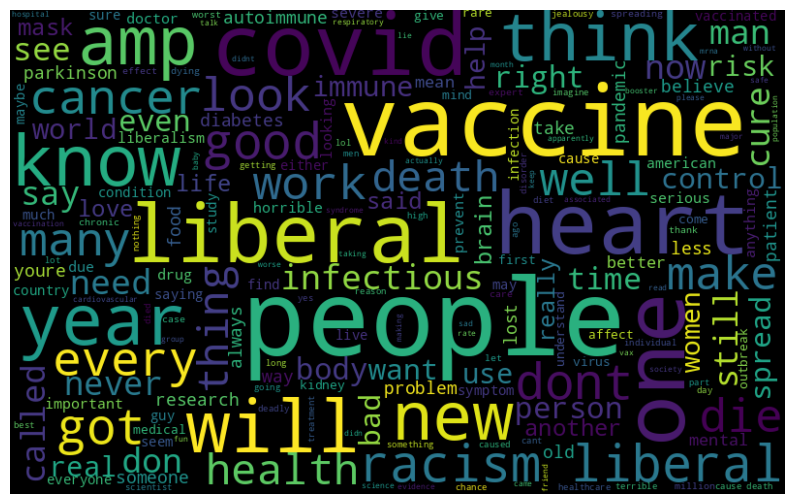 Hospital worst jealousy spreading sure doctor autoimmune severe give rare vaccinated
mask amp covid think man
see talk respiratory didnt lie help mrna without
parkinson effect dying mean right now risk
maybe cancer look immune mind expert booster believe safe
world even diabetes looking pandemic please cure population
liberalism good lol imagine take vaccine major
know baby getting men either infection cause apparently american
say condition life study actually well control
work death disorder keep serious
much love food horrible said prevent brain diet associated come patient anything
many vaccination chronic nothing syndrome high ago thank less
youre lot due liberal taking heart make
need drug worse infectious first time better
country saying find yes reason may care really read
cardiovascular thing always lost understand affect women still spread outbreak
year case died group people sad rate live making virus individual vax one society
every long going way kidney let body want use dont part day
never important research deadly problem symptom person another die
called got guy medical fun will bad new mental
real don seem treatment didn something caused cant old
everyone someone health science evidence racism chance came friend liberal healthcare terrible million cause death
best scientist month